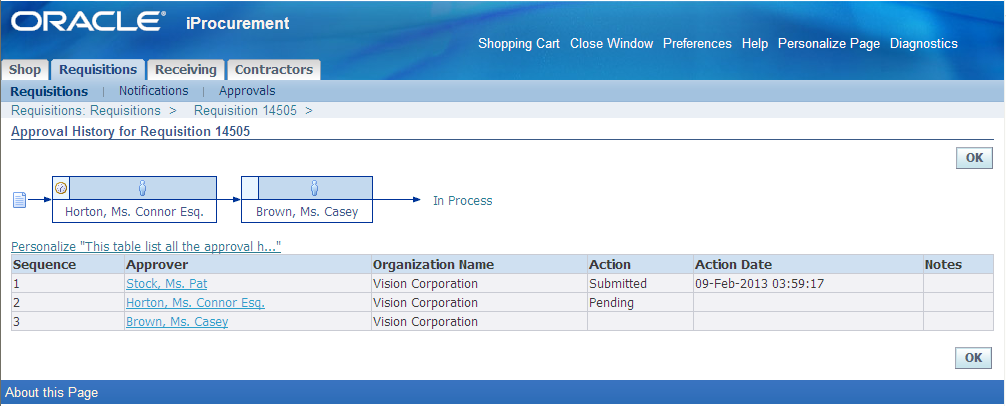 ORACLE® iProcurement
Shopping Cart Close Window Preferences Help Personalize Page Diagnostics
Shop Requisitions Receiving Contractors
Requisitions | Notifications | Approvals
Requisitions: Requisitions > Requisition 14505 >
Approval History for Requisition 14505
OK
Horton, Ms. Connor Esq. Brown, Ms. Casey In Process
Personalize "This table list all the approval h..."
Sequence Approver Organization Name Action Action Date Notes
1 Stock, Ms. Pat Vision Corporation Submitted 09-Feb-2013 03:59:17
2 Horton, Ms. Connor Esq. Vision Corporation Pending
3 Brown, Ms. Casey Vision Corporation
OK
About this Page